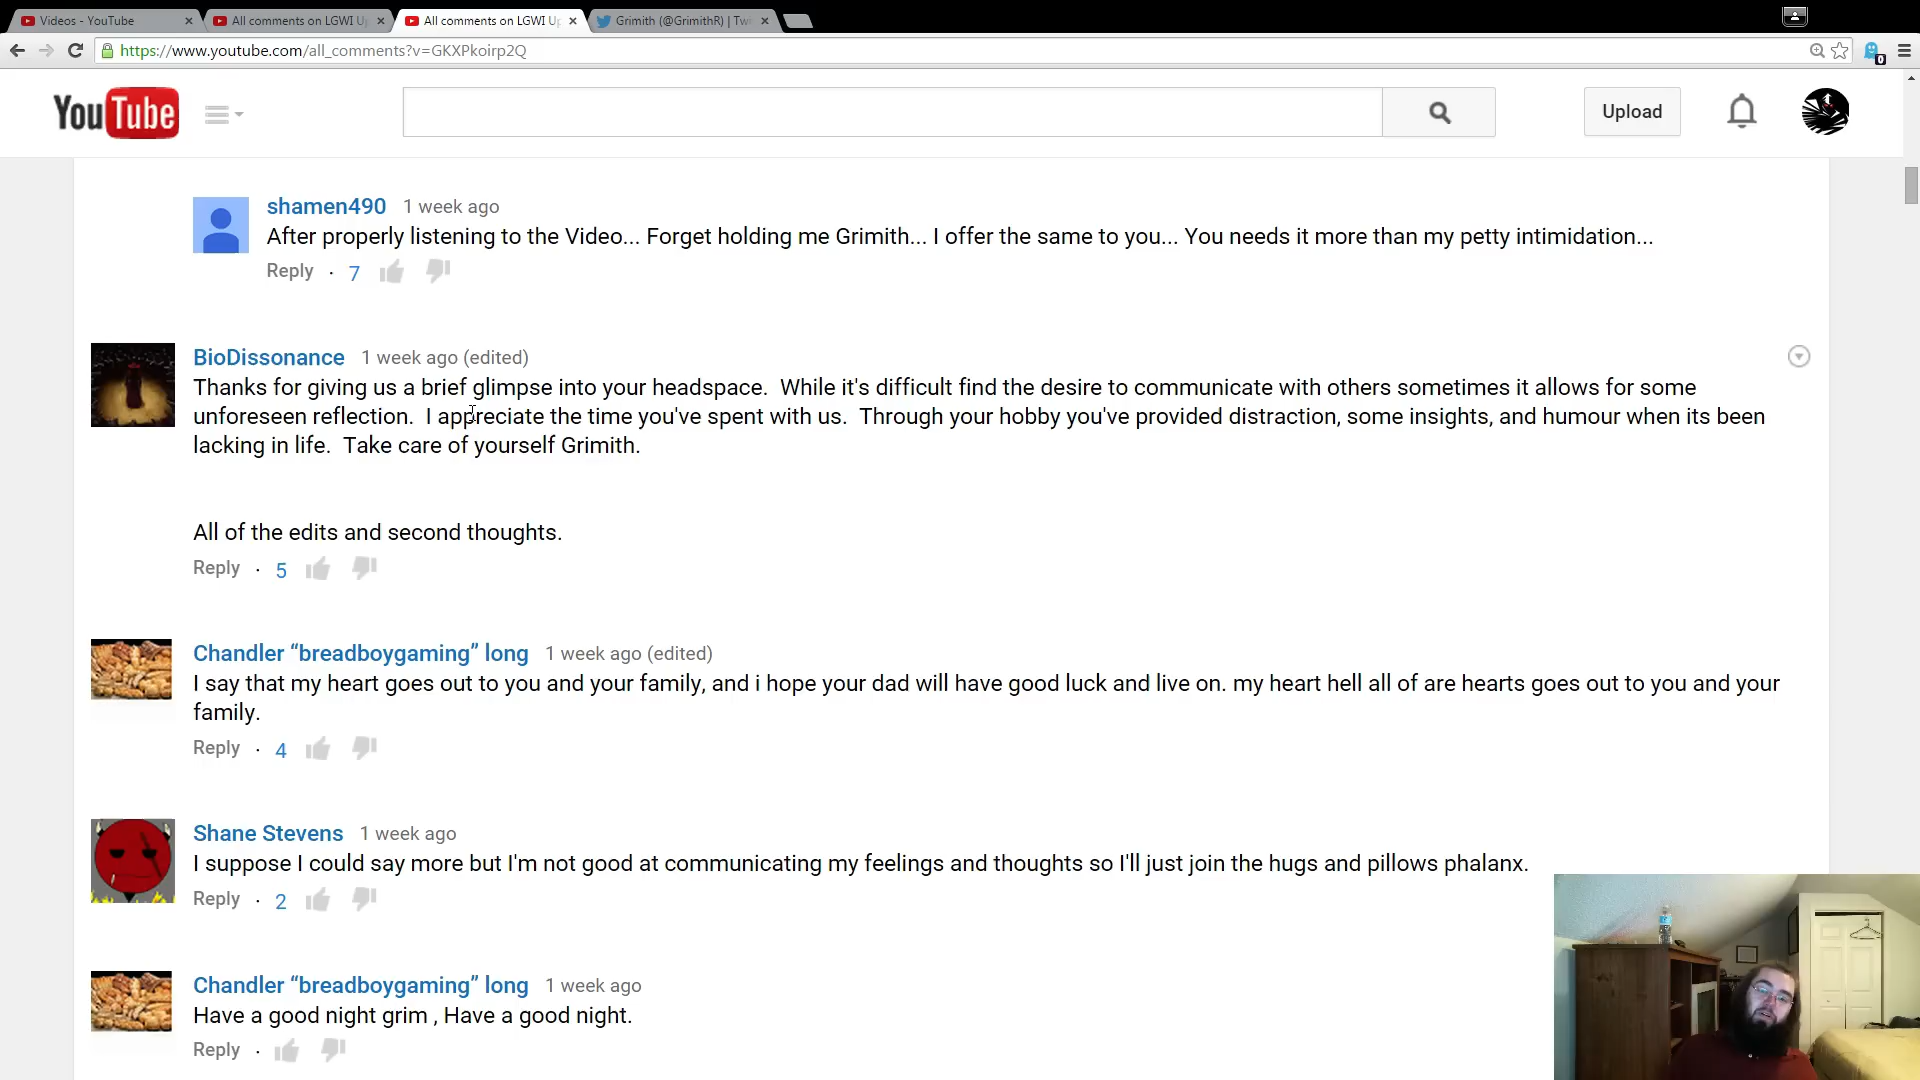 Videos - YouTube
All comments on LGWI Up
All comments on LGWI Up
Grimith (@GrimithR) | Twi
https://www.youtube.com/all_comments?v=GKXPkoirp2Q
0
YouTube
Upload
shamen490 1 week ago
After properly listening to the Video... Forget holding me Grimith... I offer the same to you... You needs it more than my petty intimidation...
Reply · 7
BioDissonance 1 week ago (edited)
Thanks for giving us a brief glimpse into your headspace.  While it's difficult find the desire to communicate with others sometimes it allows for some
unforeseen reflection.  I appreciate the time you've spent with us.  Through your hobby you've provided distraction, some insights, and humour when its been
lacking in life.  Take care of yourself Grimith.
All of the edits and second thoughts.
Reply · 5
Chandler “breadboygaming” long 1 week ago (edited)
I say that my heart goes out to you and your family, and i hope your dad will have good luck and live on. my heart hell all of are hearts goes out to you and your
family.
Reply · 4
Shane Stevens 1 week ago
I suppose I could say more but I'm not good at communicating my feelings and thoughts so I'll just join the hugs and pillows phalanx.
Reply · 2
Chandler “breadboygaming” long 1 week ago
Have a good night grim , Have a good night.
Reply ·